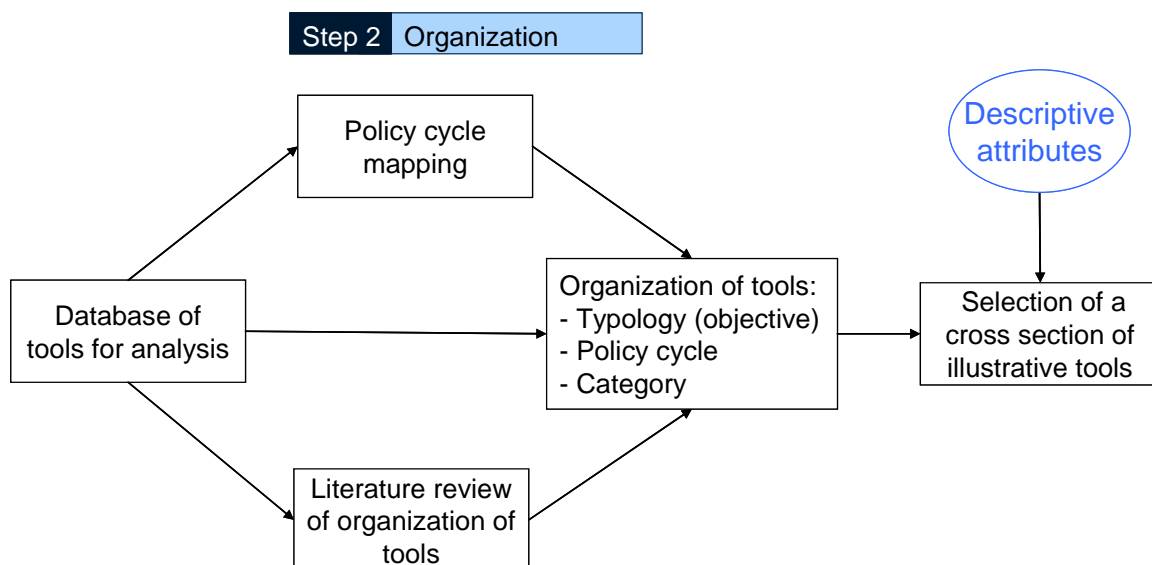 Step 2 Organization
Policy cycle
mapping
Descriptive
attributes
Database of
tools for analysis
Organization of tools:
- Typology (objective)
- Policy cycle
- Category
Selection of a
cross section of
illustrative tools
Literature review
of organization of
tools